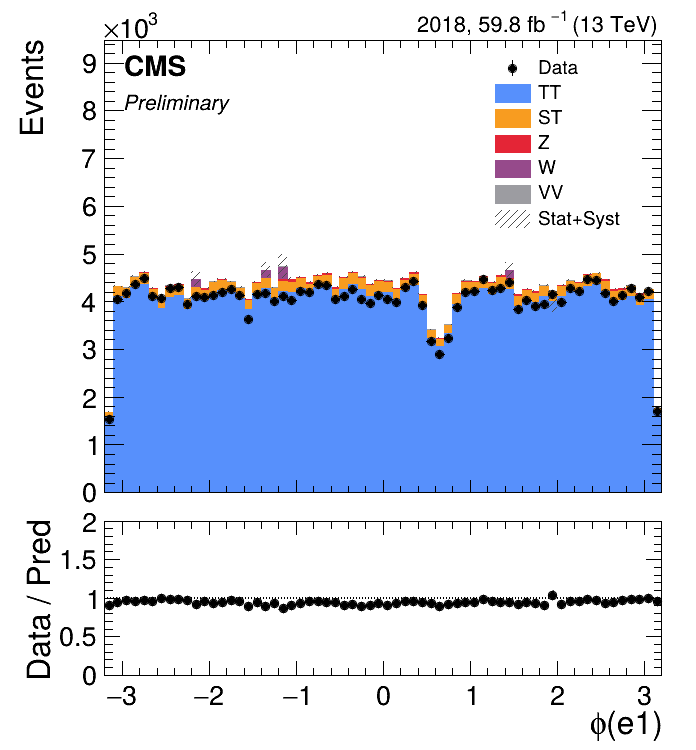 ×10³
2018, 59.8 fb⁻¹ (13 TeV)
Events
CMS
Preliminary
Data
TT
ST
Z
W
VV
Stat+Syst
9
8
7
6
5
4
3
2
1
0
Data / Pred
2
1.5
1
0.5
0
−3 −2 −1 0 1 2 3
ϕ(e1)